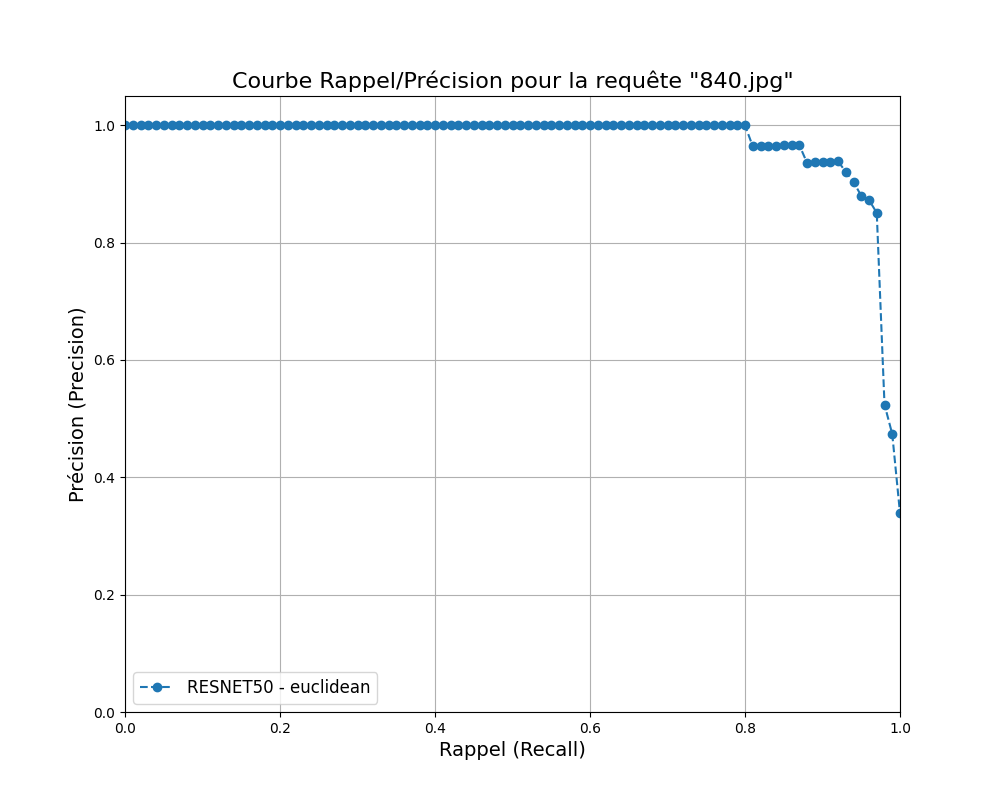 Courbe Rappel/Précision pour la requête "840.jpg"
Précision (Precision)
1.0
0.8
0.6
0.4
0.2
0.0
RESNET50 - euclidean
0.0 0.2 0.4 0.6 0.8 1.0
Rappel (Recall)